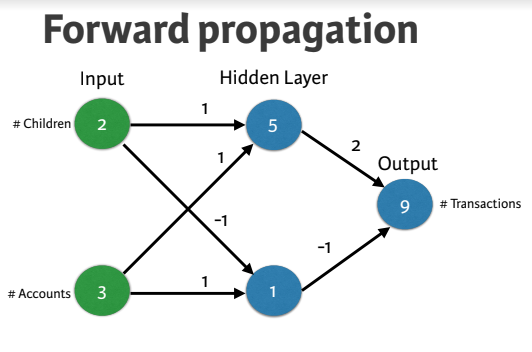 Forward propagation
Input
Hidden Layer
# Children
2
1
5
1
2
Output
9
# Transactions
-1
-1
# Accounts
3
1
1